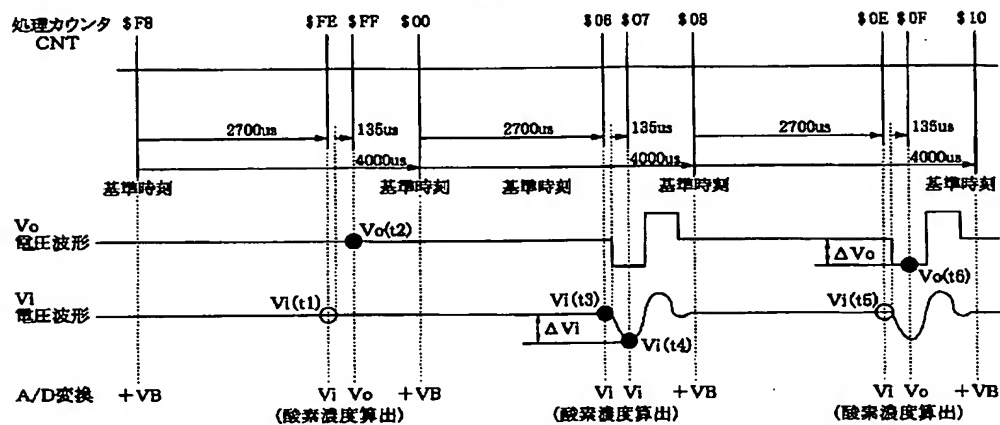 処理カウンタ $F8 $FE $FF $00 $06 $07 $08 $0E $0F $10
CNT
2700us 135us 2700us 135us 2700us 135us
4000us 4000us 4000us
基準時刻 基準時刻 基準時刻 基準時刻 基準時刻
Vo
電圧波形
Vo(t2)
ΔVo
Vo(t6)
Vi
電圧波形
Vi(t1) Vi(t3) Vi(t5)
ΔVi
Vi(t4)
A/D変換 +VB Vi Vo +VB Vi Vi +VB Vi Vo +VB
(酸素濃度算出) (酸素濃度算出) (酸素濃度算出)